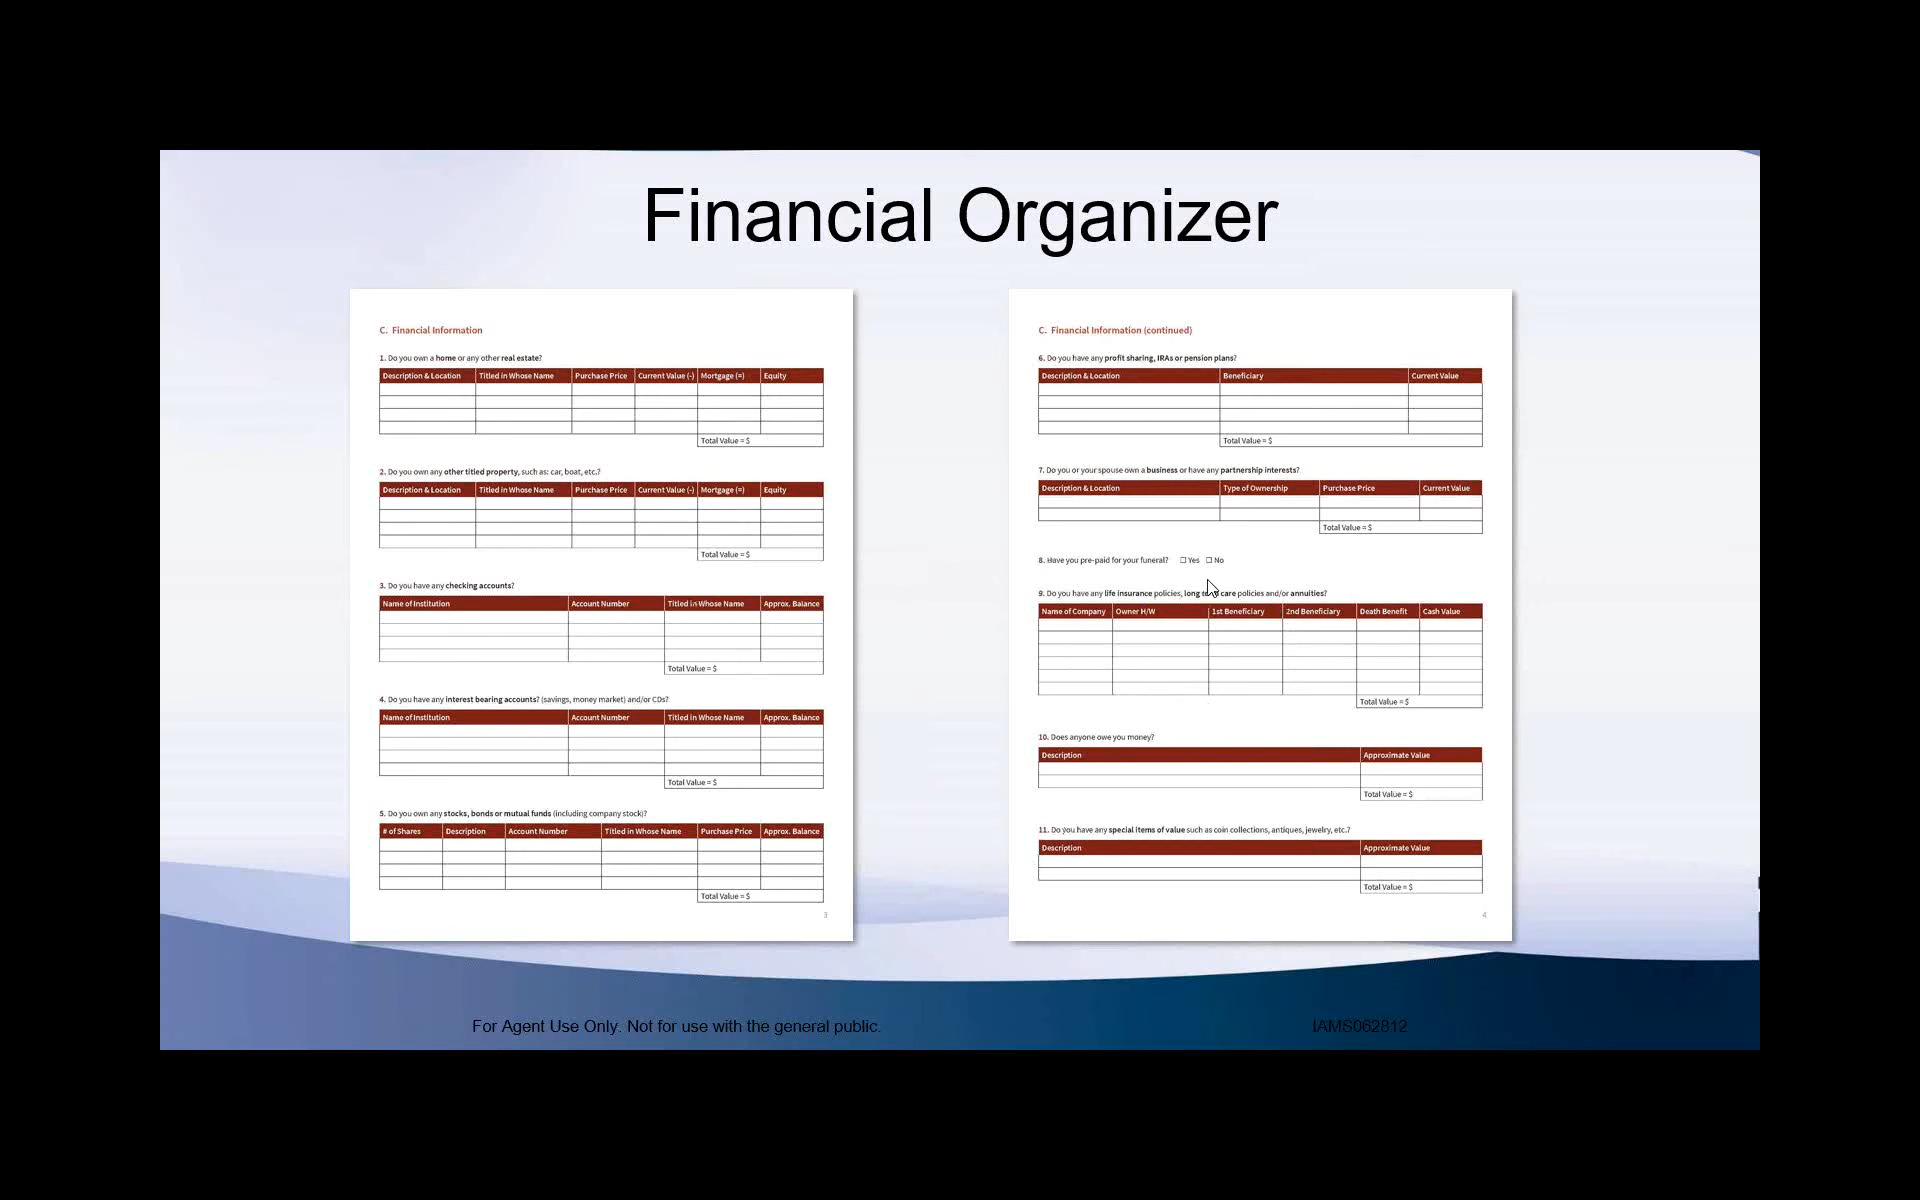 Financial Organizer
C. Financial Information
1. Do you own a home or any other real estate?
Description & Location Titled in Whose Name Purchase Price Current Value (-) Mortgage (=) Equity
Total Value = $
2. Do you own any other titled property, such as: car, boat, etc.?
Description & Location Titled in Whose Name Purchase Price Current Value (-) Mortgage (=) Equity
Total Value = $
3. Do you have any checking accounts?
Name of Institution Account Number Titled in Whose Name Approx. Balance
Total Value = $
4. Do you have any interest bearing accounts? (savings, money market) and/or CDs?
Name of Institution Account Number Titled in Whose Name Approx. Balance
Total Value = $
5. Do you own any stocks, bonds or mutual funds (including company stock)?
# of Shares Description Account Number Titled in Whose Name Purchase Price Approx. Balance
Total Value = $
3
C. Financial Information (continued)
6. Do you have any profit sharing, IRAs or pension plans?
Description & Location Beneficiary Current Value
Total Value = $
7. Do you or your spouse own a business or have any partnership interests?
Description & Location Type of Ownership Purchase Price Current Value
Total Value = $
8. Have you pre-paid for your funeral? ☐ Yes ☐ No
9. Do you have any life insurance policies, long care policies and/or annuities?
Name of Company Owner H/W 1st Beneficiary 2nd Beneficiary Death Benefit Cash Value
Total Value = $
10. Does anyone owe you money?
Description Approximate Value
Total Value = $
11. Do you have any special items of value such as coin collections, antiques, jewelry, etc.?
Description Approximate Value
Total Value = $
4
For Agent Use Only. Not for use with the general public.
IAMS062812